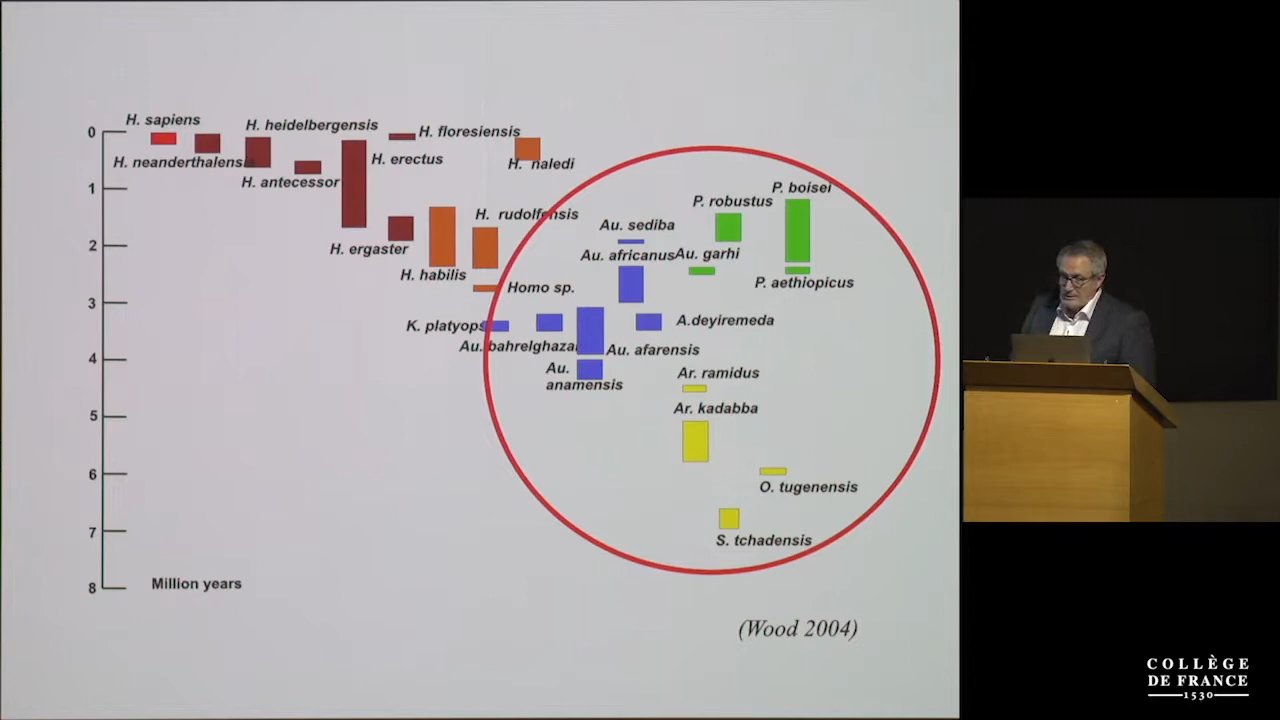 H. sapiens
0
H. heidelbergensis
H. floresiensis
H. neanderthalensis
H. erectus
H. naledi
H. antecessor
1
P. boisei
P. robustus
H. rudolfensis
Au. sediba
2
H. ergaster
Au. africanus
Au. garhi
H. habilis
P. aethiopicus
Homo sp.
3
K. platyops
A.deyiremeda
Au. bahrelghazal
Au. afarensis
4
Au.
anamensis
Ar. ramidus
Ar. kadabba
5
6
O. tugenensis
7
S. tchadensis
8
Million years
(Wood 2004)
COLLÈGE
DE FRANCE
1530